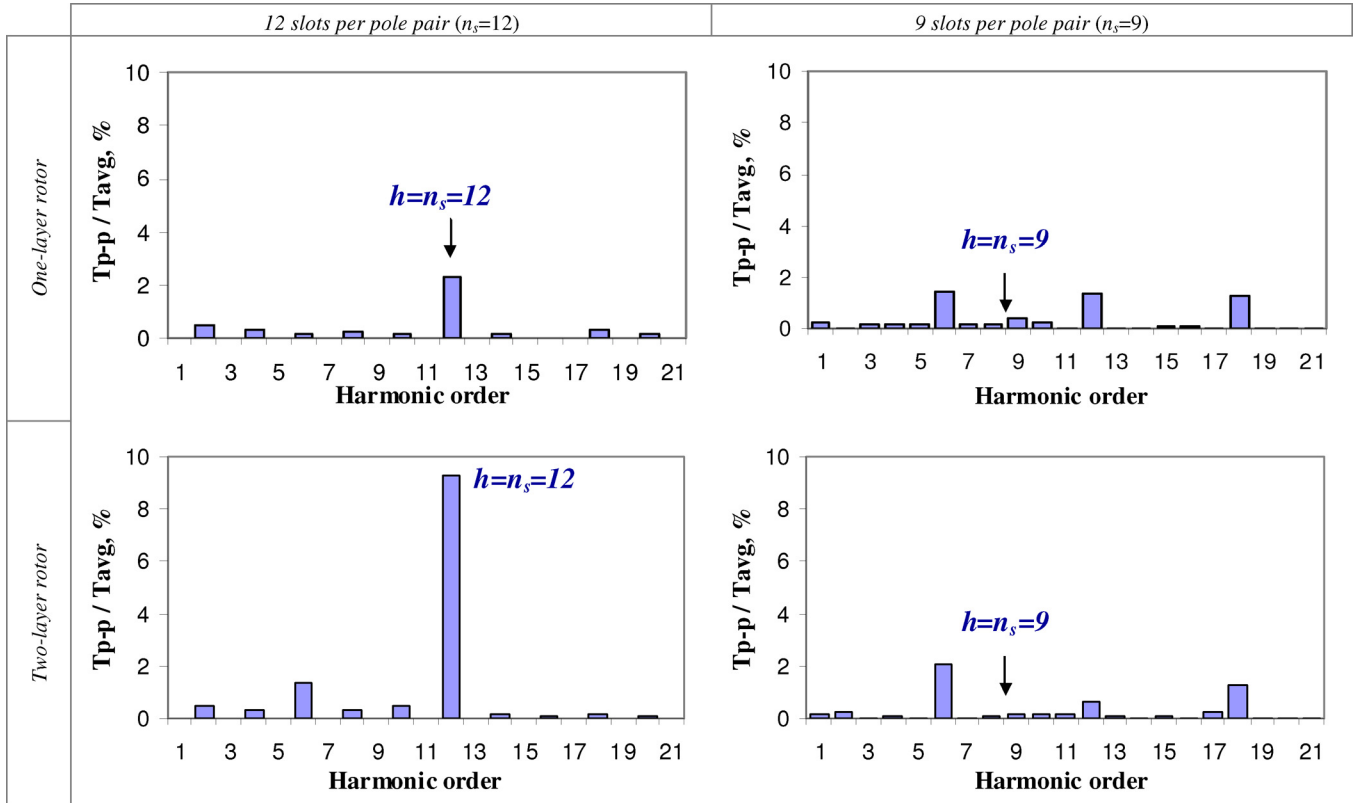 12 slots per pole pair (ns=12)
9 slots per pole pair (ns=9)
One-layer rotor
Tp-p / Tavg, %
10
8
6
4
2
0
h=ns=12
1 3 5 7 9 11 13 15 17 19 21
Harmonic order
Tp-p / Tavg, %
10
8
6
4
2
0
h=ns=9
1 3 5 7 9 11 13 15 17 19 21
Harmonic order
Two-layer rotor
Tp-p / Tavg, %
10
8
6
4
2
0
h=ns=12
1 3 5 7 9 11 13 15 17 19 21
Harmonic order
Tp-p / Tavg, %
10
8
6
4
2
0
h=ns=9
1 3 5 7 9 11 13 15 17 19 21
Harmonic order